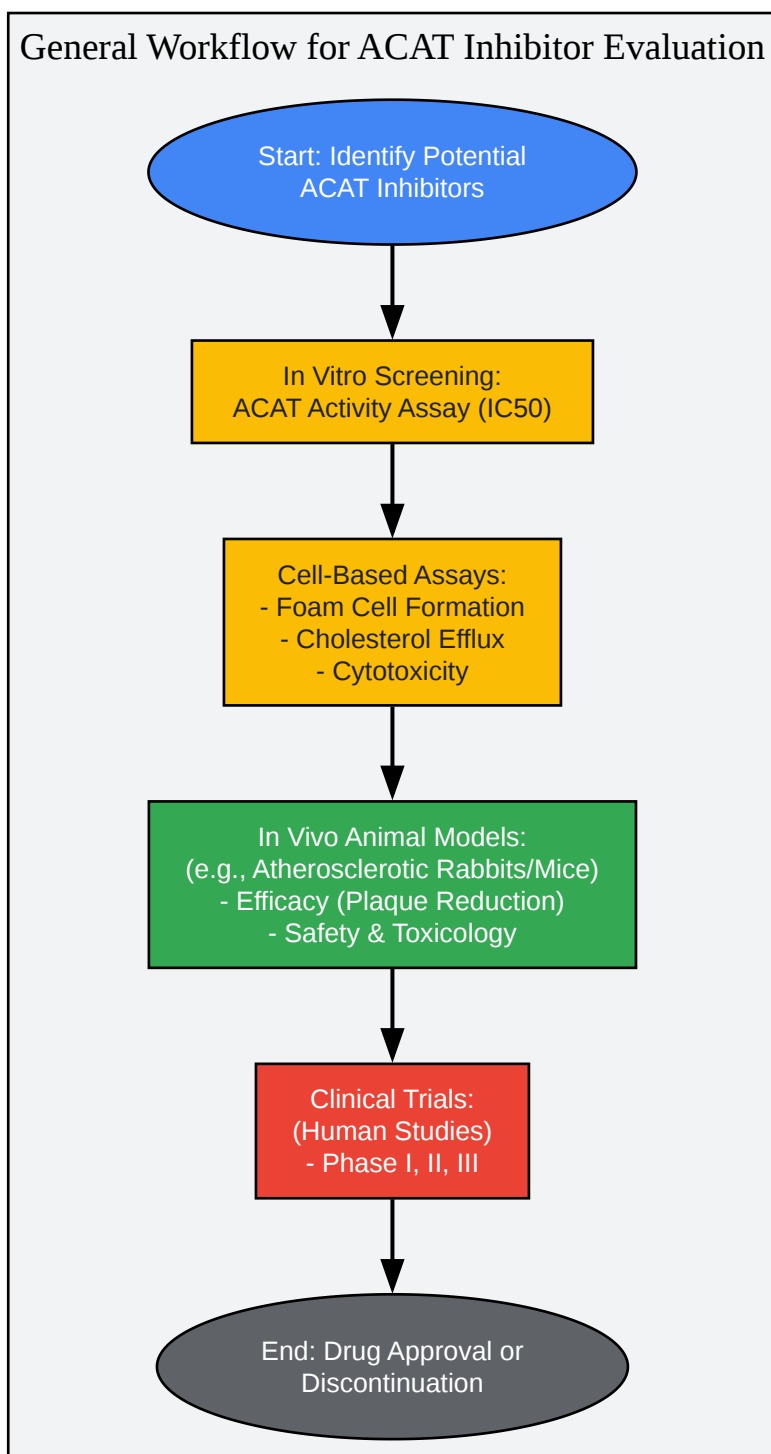 General Workflow for ACAT Inhibitor Evaluation
Start: Identify Potential
ACAT Inhibitors
In Vitro Screening:
ACAT Activity Assay (IC50)
Cell-Based Assays:
- Foam Cell Formation
- Cholesterol Efflux
- Cytotoxicity
In Vivo Animal Models:
(e.g., Atherosclerotic Rabbits/Mice)
- Efficacy (Plaque Reduction)
- Safety & Toxicology
Clinical Trials:
(Human Studies)
- Phase I, II, III
End: Drug Approval or
Discontinuation